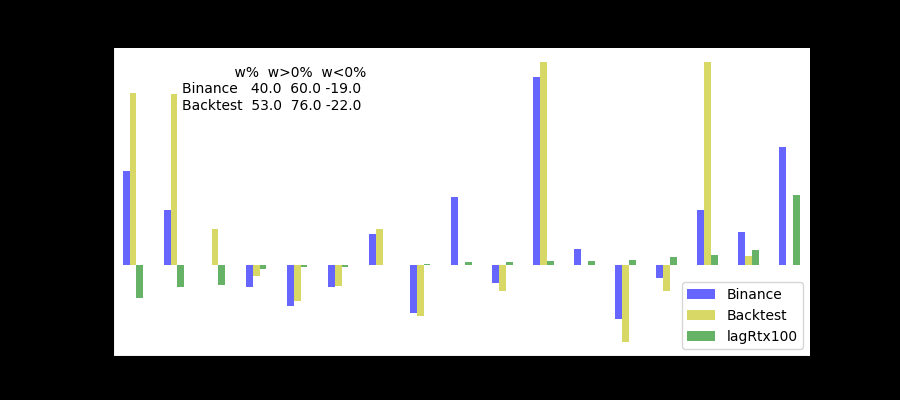 w% w>0% w<0%
Binance 40.0 60.0 -19.0
Backtest 53.0 76.0 -22.0
Binance
Backtest
lagRtx100